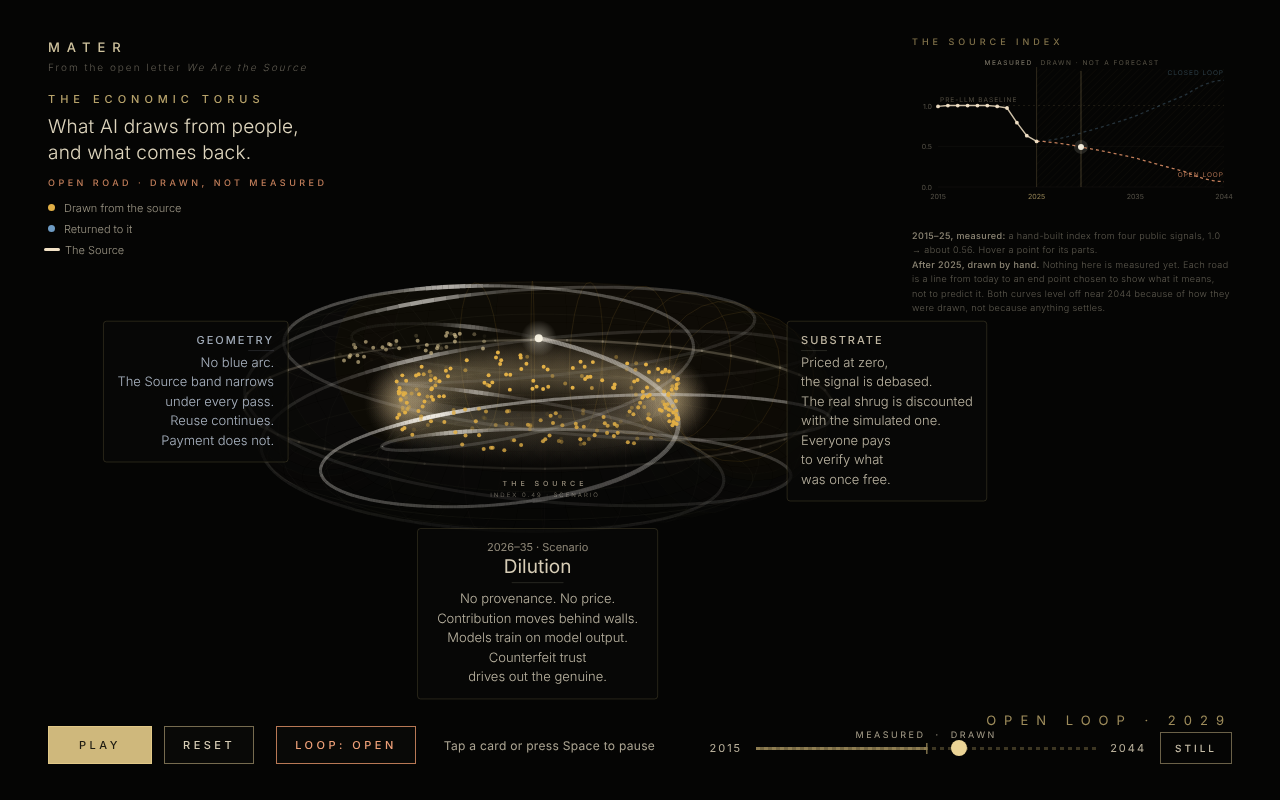 MATER
From the open letter We Are the Source
THE ECONOMIC TORUS
What AI draws from people,
and what comes back.
OPEN ROAD · DRAWN, NOT MEASURED
Drawn from the source
Returned to it
The Source
THE SOURCE INDEX
MEASURED DRAWN · NOT A FORECAST
CLOSED LOOP
PRE-LLM BASELINE
1.0
0.5
0.0
OPEN LOOP
2015
2025
2035
2044
2015–25, measured: a hand-built index from four public signals, 1.0
→ about 0.56. Hover a point for its parts.
After 2025, drawn by hand. Nothing here is measured yet. Each road
is a line from today to an end point chosen to show what it means,
not to predict it. Both curves level off near 2044 because of how they
were drawn, not because anything settles.
GEOMETRY
No blue arc.
The Source band narrows
under every pass.
Reuse continues.
Payment does not.
SUBSTRATE
Priced at zero,
the signal is debased.
The real shrug is discounted
with the simulated one.
Everyone pays
to verify what
was once free.
THE SOURCE
INDEX 0.49 · SCENARIO
2026–35 · Scenario
Dilution
No provenance. No price.
Contribution moves behind walls.
Models train on model output.
Counterfeit trust
drives out the genuine.
OPEN LOOP · 2029
PLAY
RESET
LOOP: OPEN
Tap a card or press Space to pause
2015
MEASURED · DRAWN
2044
STILL